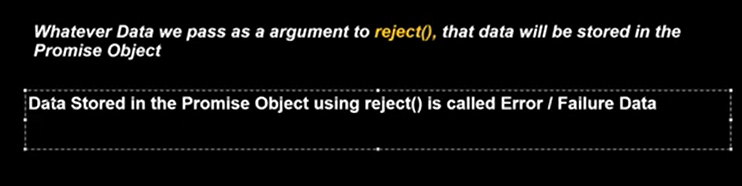 Whatever Data we pass as a argument to reject(), that data will be stored in the
Promise Object
Data Stored in the Promise Object using reject() is called Error / Failure Data